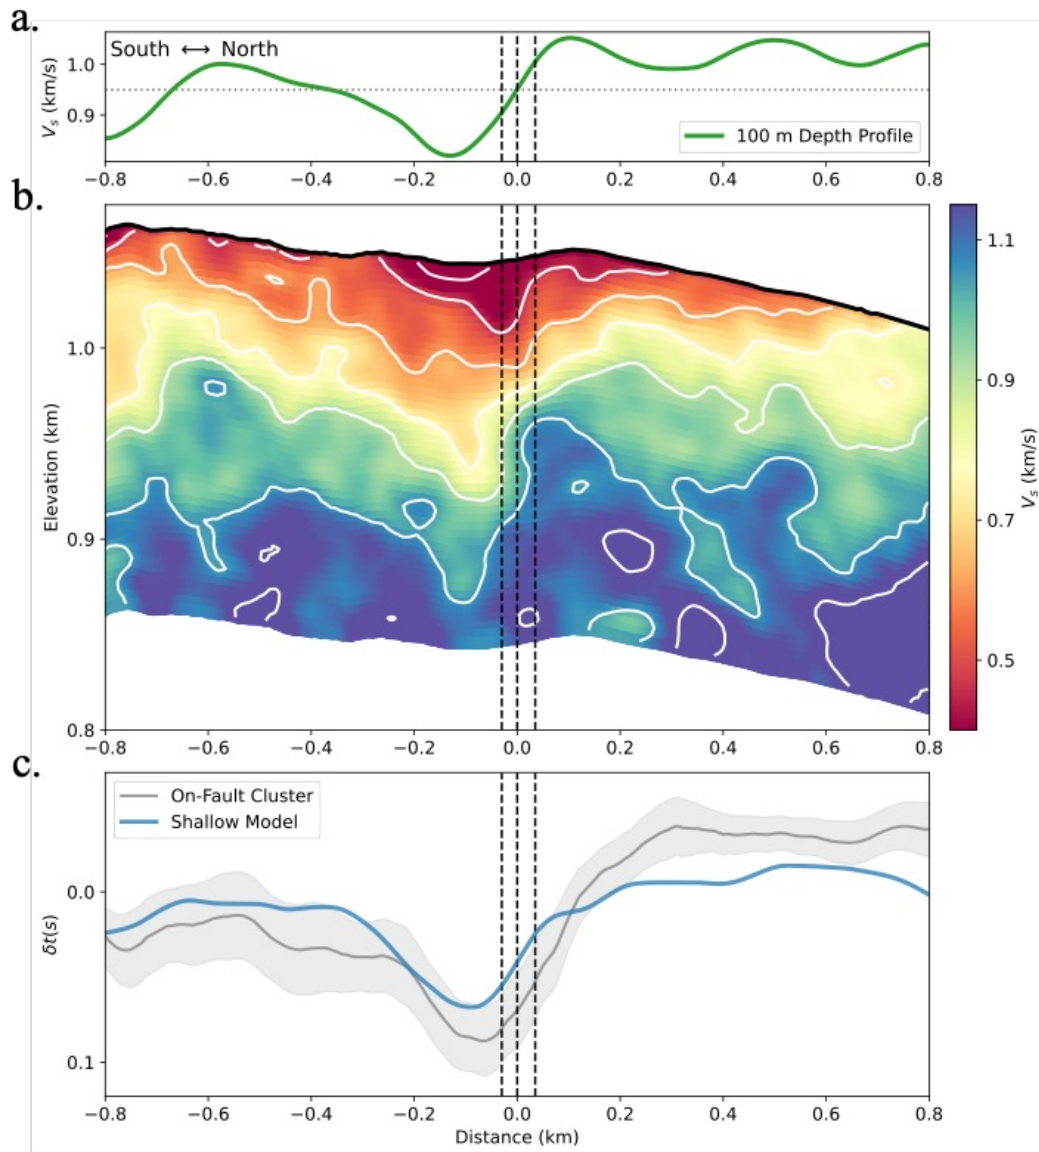 a.
South ↔ North
1.0
0.9
V_s (km/s)
100 m Depth Profile
−0.8 −0.6 −0.4 −0.2 0.0 0.2 0.4 0.6 0.8
b.
1.0
0.9
0.8
Elevation (km)
−0.8 −0.6 −0.4 −0.2 0.0 0.2 0.4 0.6 0.8
1.1
0.9
0.7
0.5
V_s (km/s)
c.
On-Fault Cluster
Shallow Model
0.0
0.1
δt(s)
−0.8 −0.6 −0.4 −0.2 0.0 0.2 0.4 0.6 0.8
Distance (km)